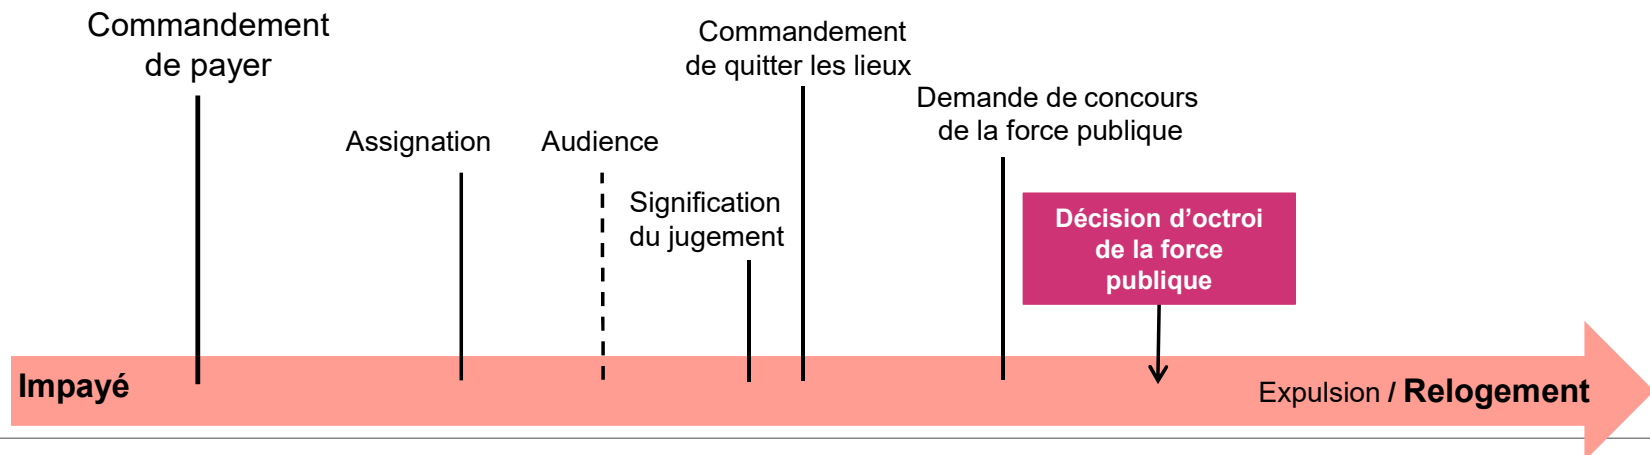 Commandement
de payer
Assignation
Audience
Signification
du jugement
Commandement
de quitter les lieux
Demande de concours
de la force publique
Décision d'octroi
de la force
publique
Impayé
Expulsion / Relogement